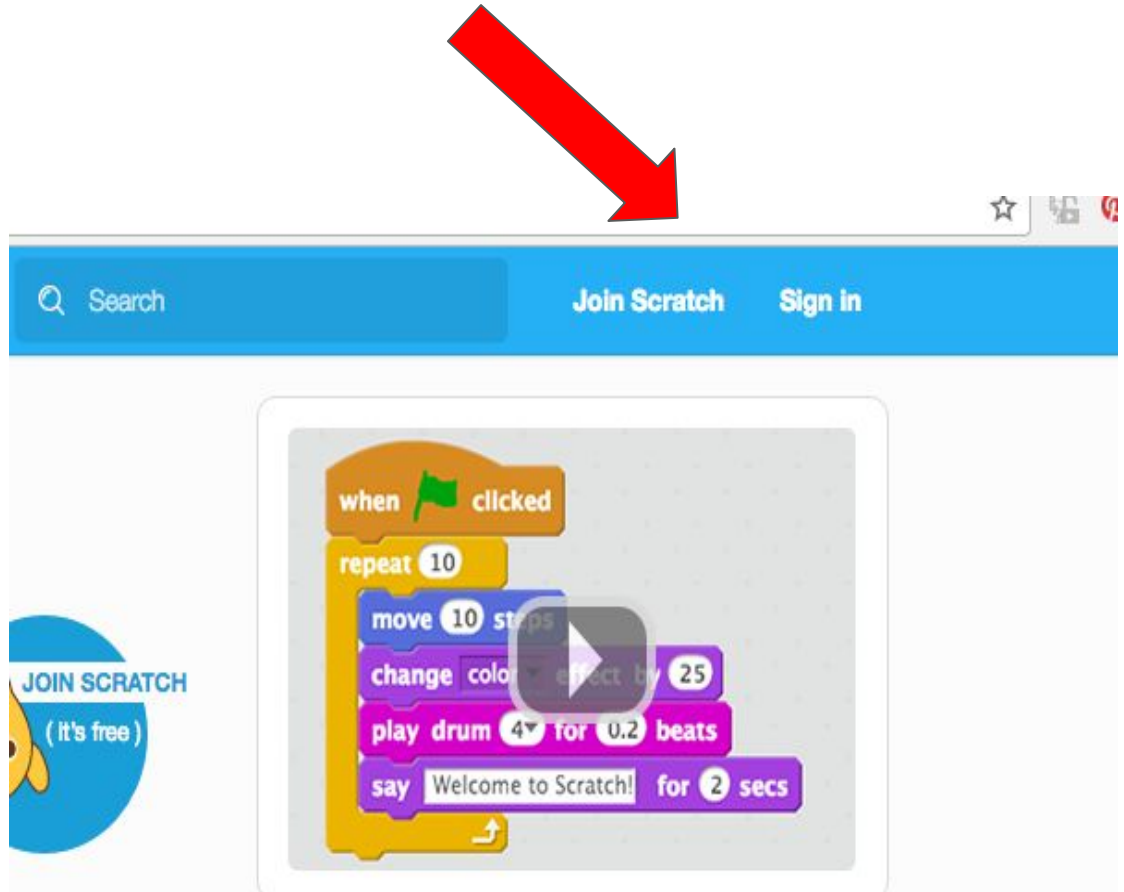 Search Join Scratch Sign in
when clicked
repeat 10
move 10 steps
change color effect by 25
play drum 4 for 0.2 beats
say Welcome to Scratch! for 2 secs
JOIN SCRATCH
( it's free )